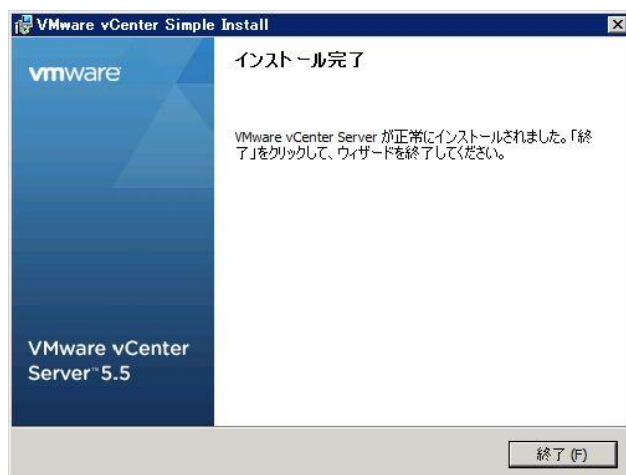 VMware vCenter Simple Install
vmware
インストール完了
VMware vCenter Server が正常にインストールされました。「終
了」をクリックして、ウィザードを終了してください。
VMware vCenter
Server™ 5.5
終了(F)